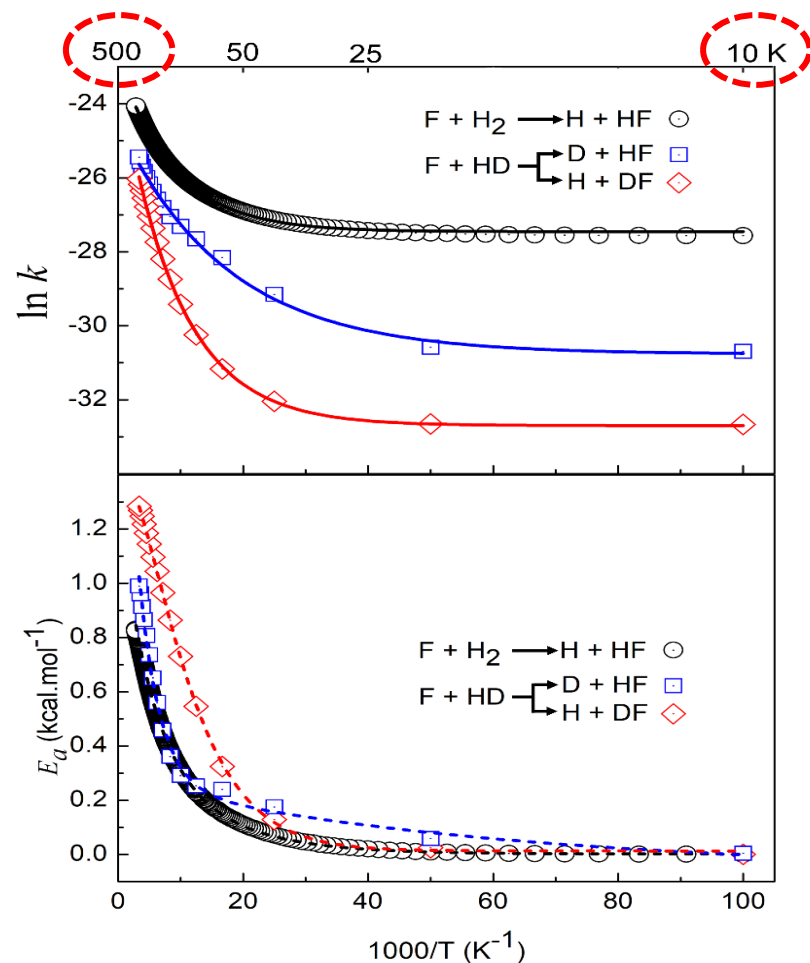 500 50 25 10 K
-24
-26
-28
-30
-32
ln k
F + H₂ → H + HF
F + HD → D + HF
→ H + DF
1.2
1.0
0.8
0.6
0.4
0.2
0.0
Eₐ (kcal.mol⁻¹)
F + H₂ → H + HF
F + HD → D + HF
→ H + DF
0 20 40 60 80 100
1000/T (K⁻¹)